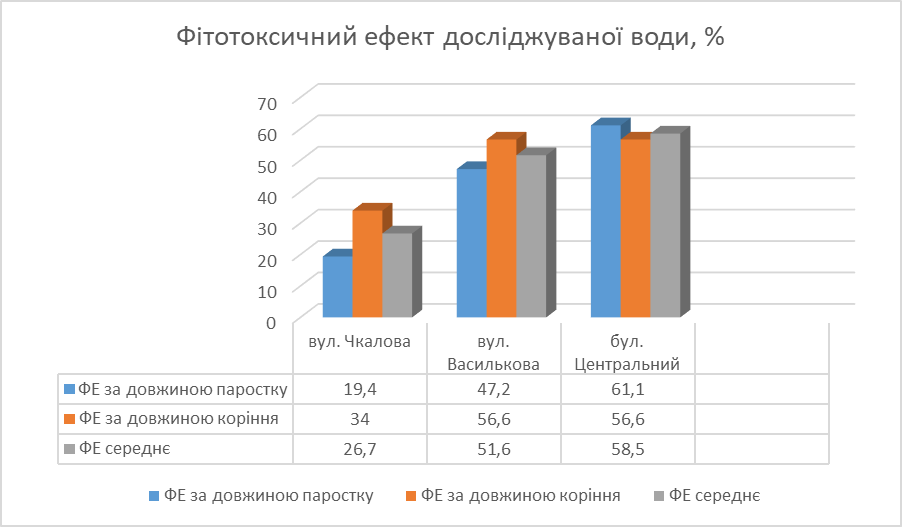 Фітотоксичний ефект досліджуваної води, %
70
60
50
40
30
20
10
0
вул. Чкалова
вул. Василькова
бул. Центральний
ФЕ за довжиною паростку 19,4 47,2 61,1
ФЕ за довжиною коріння 34 56,6 56,6
ФЕ середнє 26,7 51,6 58,5
ФЕ за довжиною паростку ФЕ за довжиною коріння ФЕ середнє